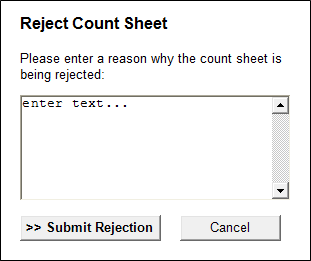 Reject Count Sheet
Please enter a reason why the count sheet is
being rejected:
enter text...
>> Submit Rejection
Cancel